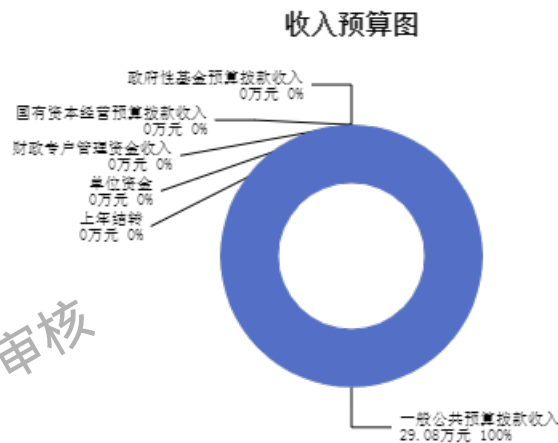 收入预算图
政府性基金预算拨款收入
0万元 0%
国有资本经营预算拨款收入
0万元 0%
财政专户管理资金收入
0万元 0%
单位资金
0万元 0%
上年结转
0万元 0%
审核
一般公共预算拨款收入
29.08万元 100%